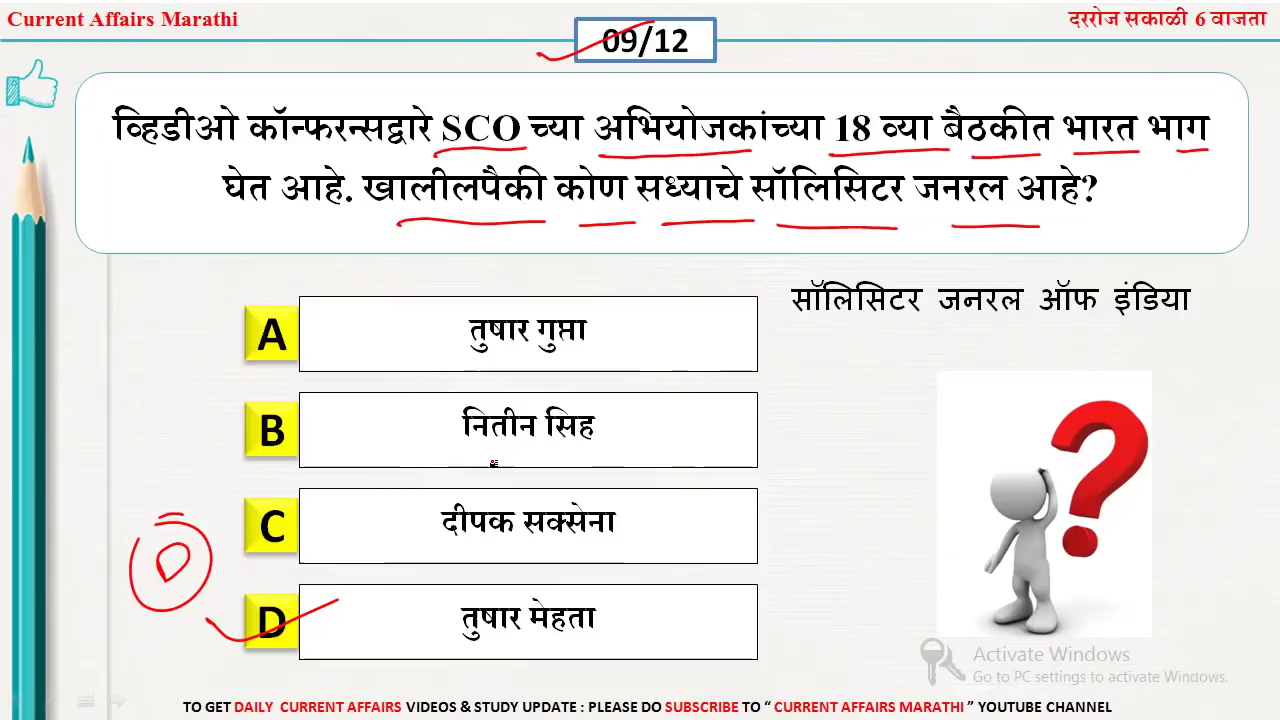 Current Affairs Marathi
दररोज सकाळी 6 वाजता
09/12
व्हिडीओ कॉन्फरन्सद्वारे SCO च्या अभियोजकांच्या 18 व्या बैठकीत भारत भाग
घेत आहे. खालीलपैकी कोण सध्याचे सॉलिसिटर जनरल आहे?
सॉलिसिटर जनरल ऑफ इंडिया
A तुषार गुप्ता
B नितीन सिह
C दीपक सक्सेना
D तुषार मेहता
D
Activate Windows
Go to PC settings to activate Windows.
TO GET DAILY CURRENT AFFAIRS VIDEOS & STUDY UPDATE : PLEASE DO SUBSCRIBE TO “ CURRENT AFFAIRS MARATHI ” YOUTUBE CHANNEL